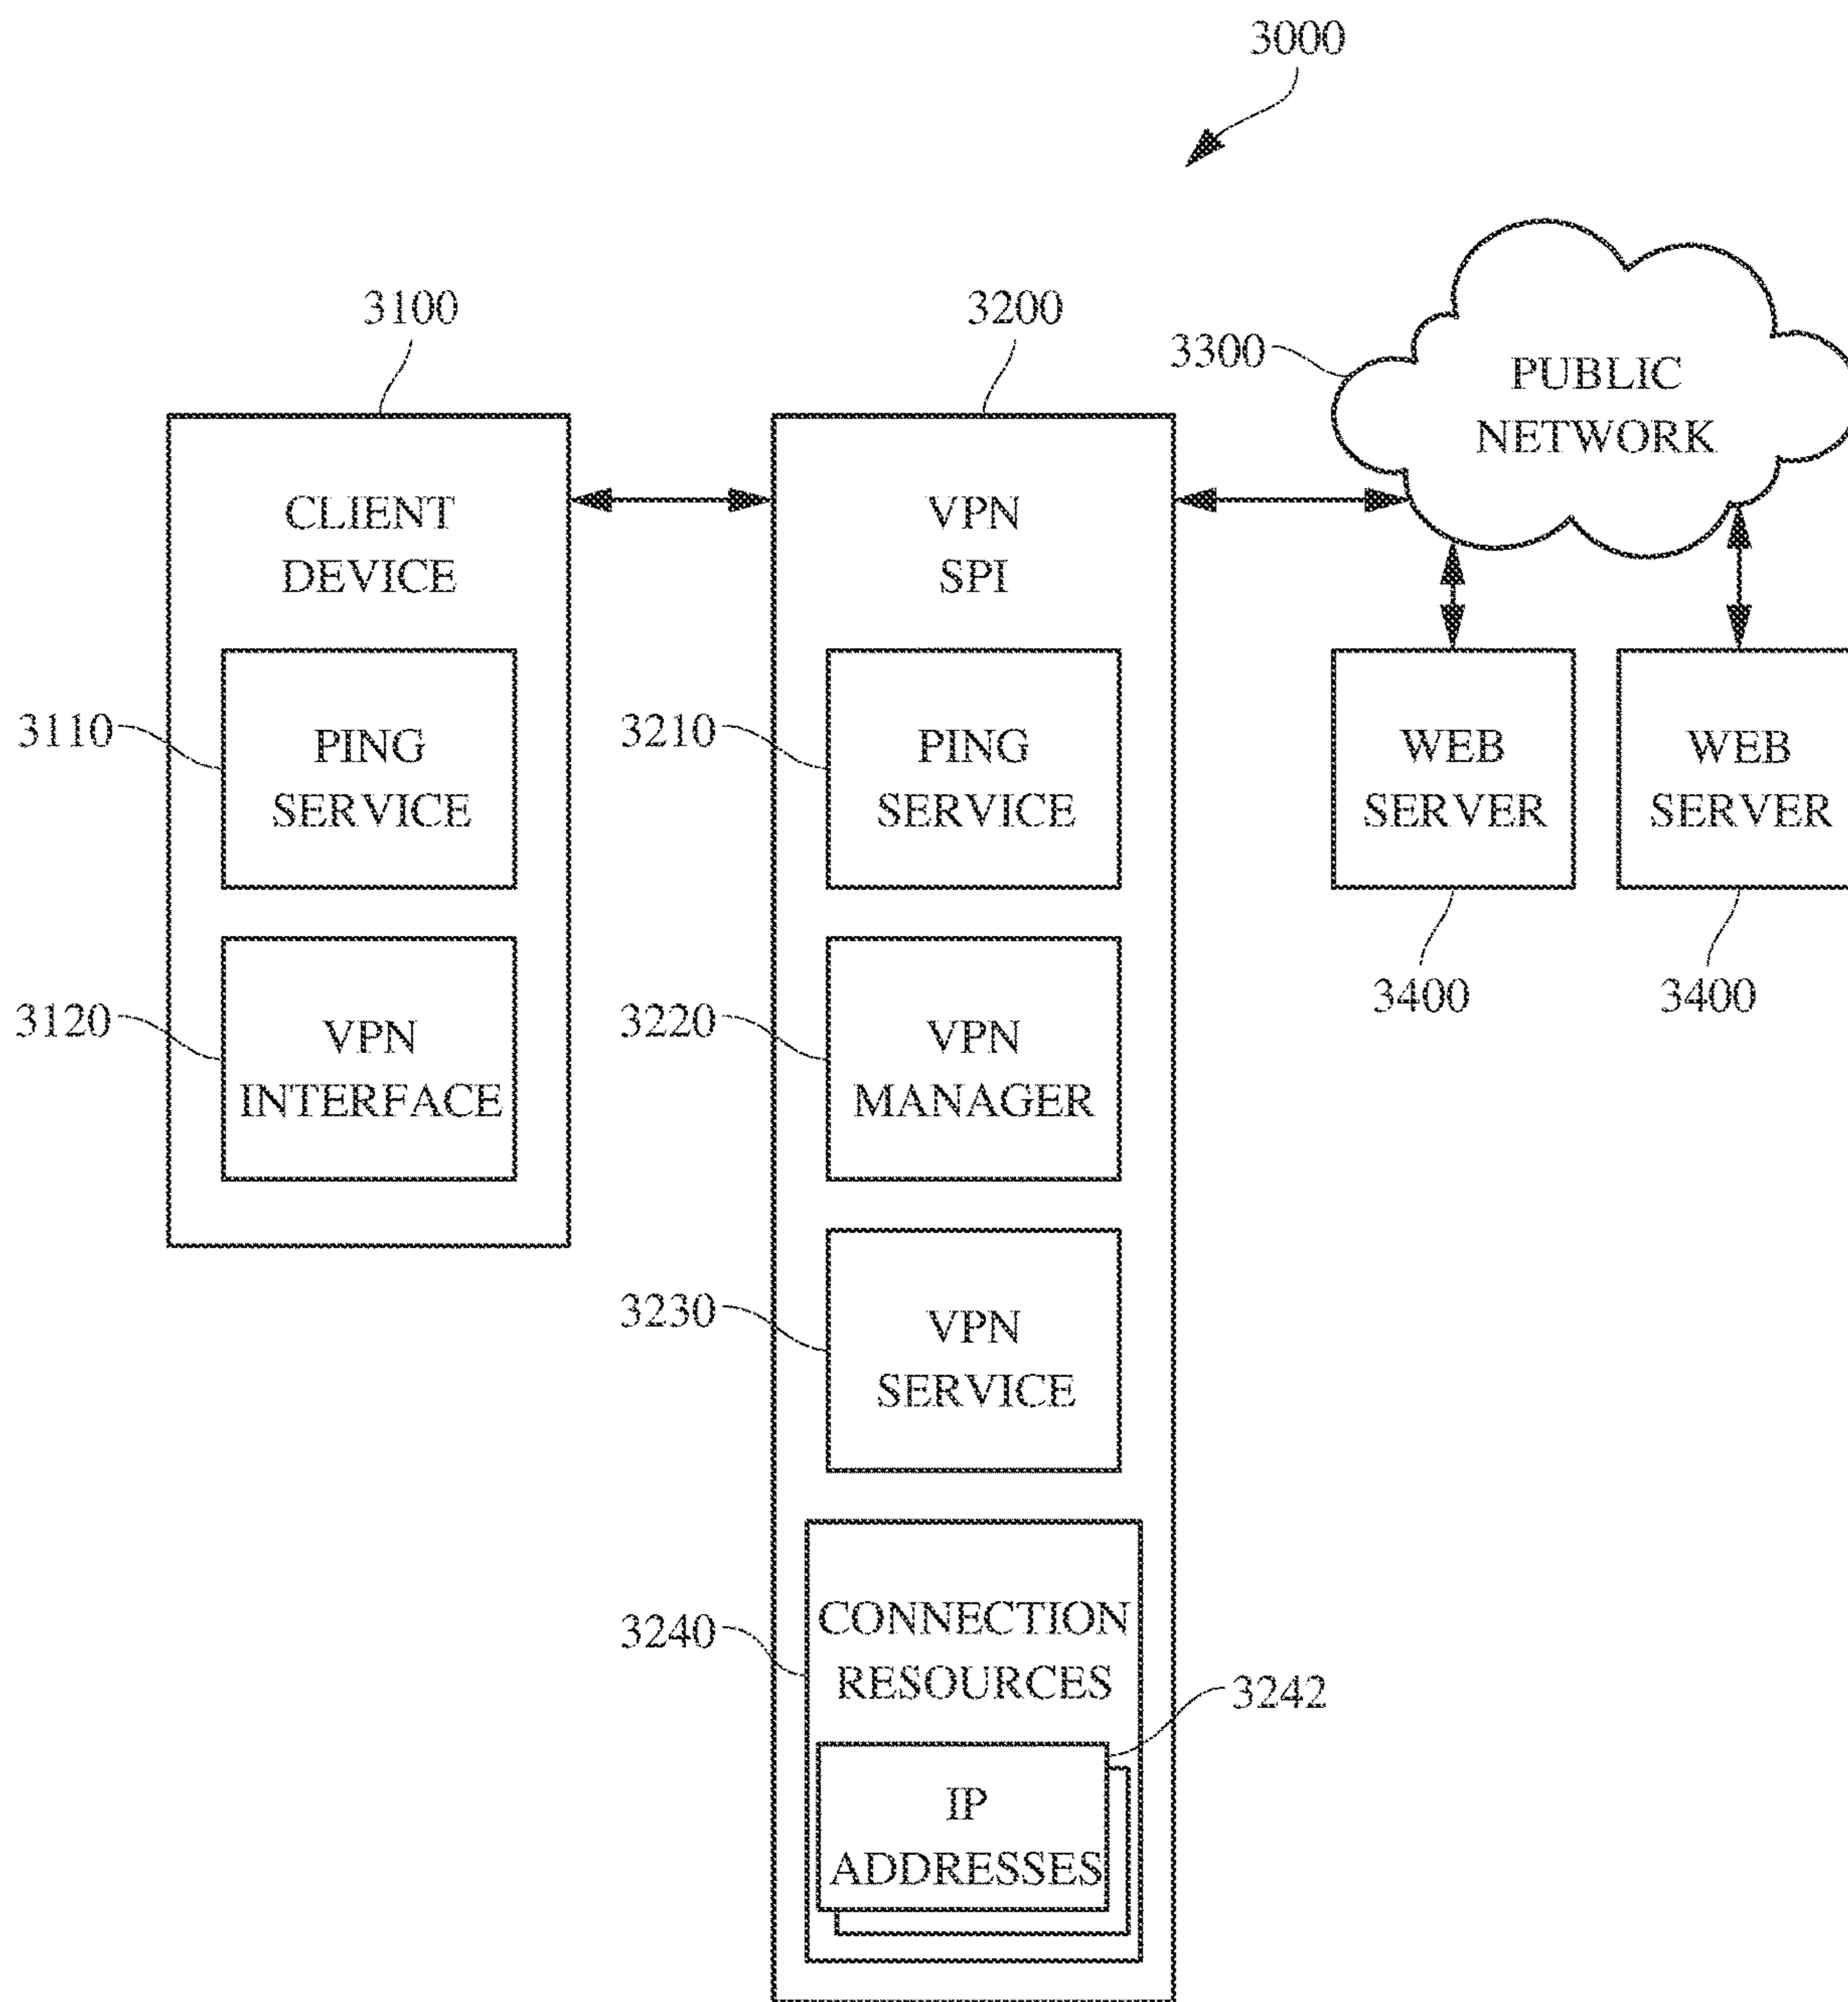 3000
3100
3200
3300
PUBLIC
NETWORK
CLIENT
DEVICE
VPN
SPI
3110
PING
SERVICE
3210
PING
SERVICE
WEB
SERVER
WEB
SERVER
3120
VPN
INTERFACE
3220
VPN
MANAGER
3400
3400
3230
VPN
SERVICE
3240
CONNECTION
RESOURCES
3242
IP
ADDRESSES